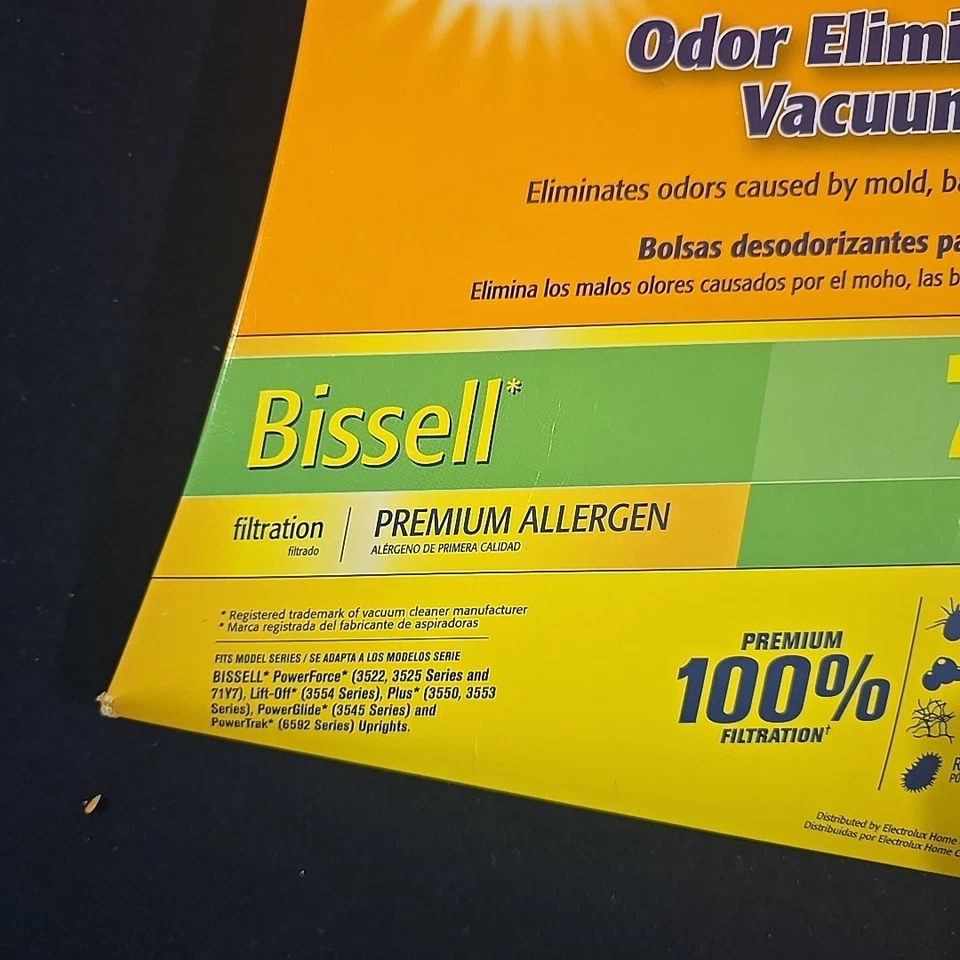 Odor
Vacuum
Eliminates odors caused by mold,
Bolsas desodorizantes
Elimina los malos olores causados por el moho, las
Bissell*
filtration
filtrado
PREMIUM ALLERGEN
ALÉRGENO DE PRIMERA CALIDAD
* Registered trademark of vacuum cleaner manufacturer
* Marca registrada del fabricante de aspiradoras
FITS MODEL SERIES / SE ADAPTA A LOS MODELOS SERIE
BISSELL* PowerForce* (3522, 3525 Series and
71Y7), Lift-Off* (3554 Series), Plus* (3550, 3553
Series), PowerGlide* (3545 Series) and
PowerTrak* (6592 Series) Uprights.
PREMIUM
100%
FILTRATION†
Distributed by Electrolux Home
Distribuidas por Electrolux Home